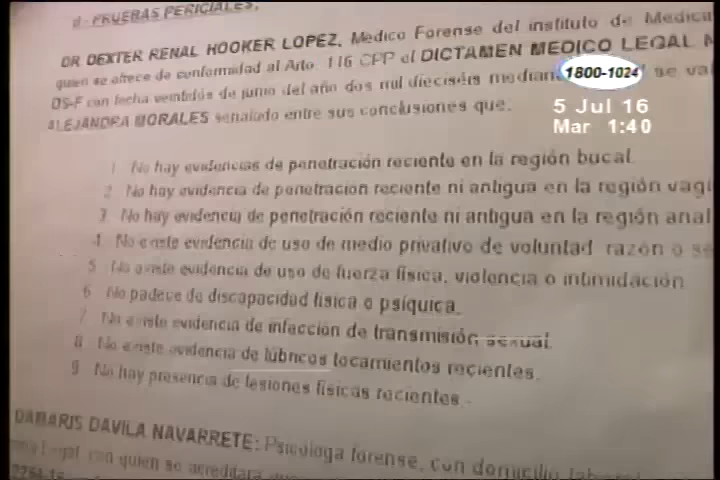 d - PRUEBAS PERICIALES.
DR DEXTER RENAL HOOKER LOPEZ, Medico Forense del instituto de Medica
quien se ofrece de conformidad al Arto. 116 CPP el DICTAMEN MEDICO LEGAL N
OS-F con fecha veintidós de junio del año dos mil dieciséis median se va
ALEJANDRA MORALES señalado entre sus conclusiones que:
1800-1024
5 Jul 16
Mar 1:40
1 No hay evidencias de penetración reciente en la región bucal.
2 No hay evidencia de penetración reciente ni antigua en la región vagi
3 No hay evidencia de penetración reciente ni antigua en la región anal
4 No existe evidencia de uso de medio privativo de voluntad razón o se
5 No existe evidencia de uso de fuerza física, violencia o intimidación
6 No padece de discapacidad física o psíquica.
7 No existe evidencia de infección de transmisión sexual.
8 No existe evidencia de lúbricos tocamientos recientes.
9 No hay presencia de lesiones físicas recientes.-
DAMARIS DAVILA NAVARRETE: Psicóloga forense, con domicilio laboral
Legal, con quien se acreditara